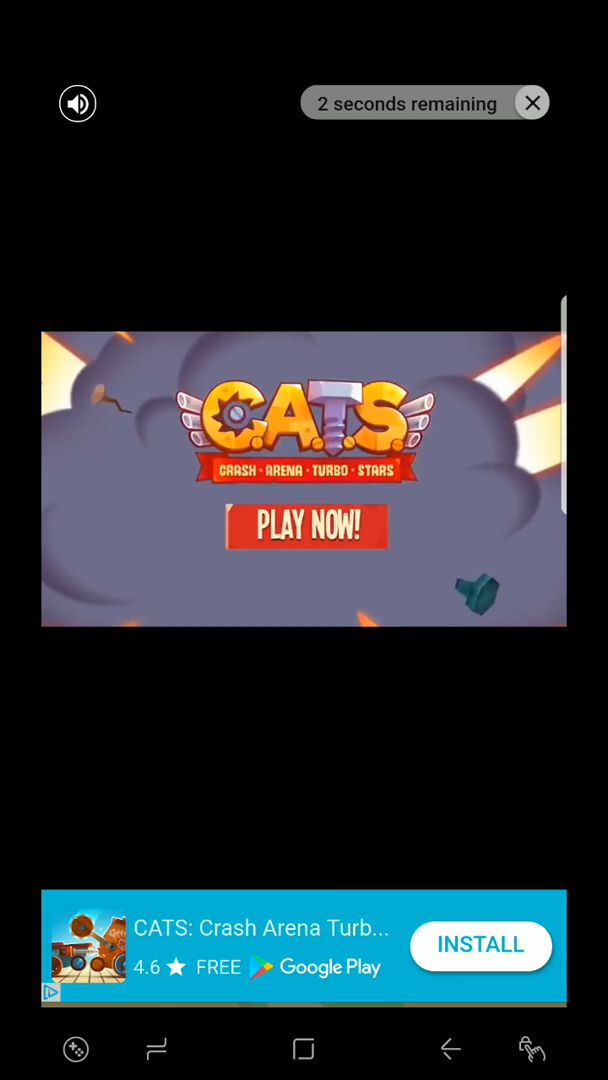 2 seconds remaining
C.A.T.S.
CRASH • ARENA • TURBO • STARS
PLAY NOW!
CATS: Crash Arena Turb...
4.6 ★ FREE Google Play
INSTALL